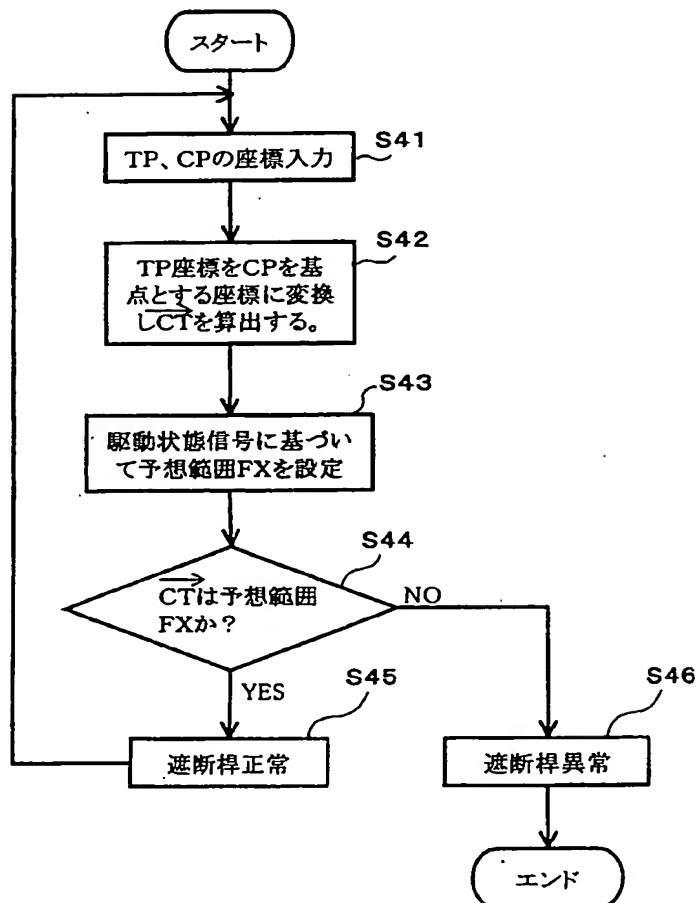 スタート
S41
TP、CPの座標入力
S42
TP座標をCPを基
点とする座標に変換
しCTを算出する。
S43
駆動状態信号に基づい
て予想範囲FXを設定
S44
CTは予想範囲
FXか？
NO
YES
S45
遮断桿正常
S46
遮断桿異常
エンド